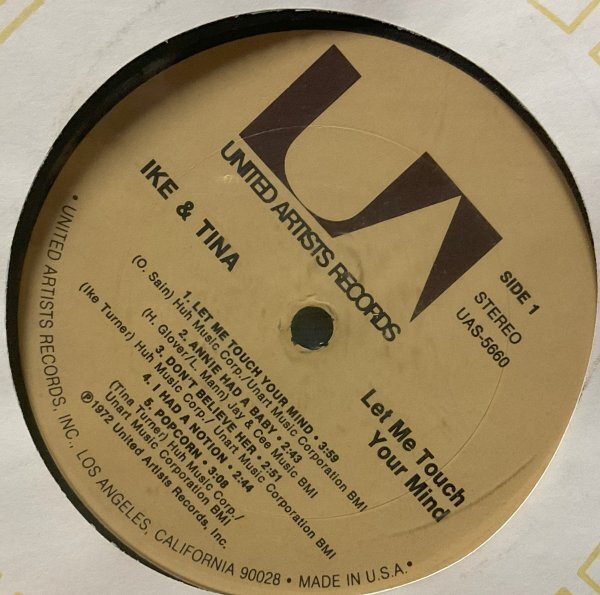 UA
UNITED ARTISTS RECORDS
IKE & TINA
SIDE 1
STEREO
UAS-5660
Let Me Touch
Your Mind
1. LET ME TOUCH YOUR MIND • 3:59
(O. Sain) Huh Music Corp./Unart Music Corporation BMI
2. ANNIE HAD A BABY • 2:43
(H. Glover/L. Mann) Jay & Cee Music BMI
3. DON'T BELIEVE HER • 2:51
(Ike Turner) Huh Music Corp./ Unart Music Corporation BMI
4. I HAD A NOTION • 2:44
5. POPCORN • 3:08
(Tina Turner) Huh Music Corp./
Unart Music Corporation BMI
℗1972 United Artists Records, Inc.
• UNITED ARTISTS RECORDS, INC., LOS ANGELES, CALIFORNIA 90028 • MADE IN U.S.A. •